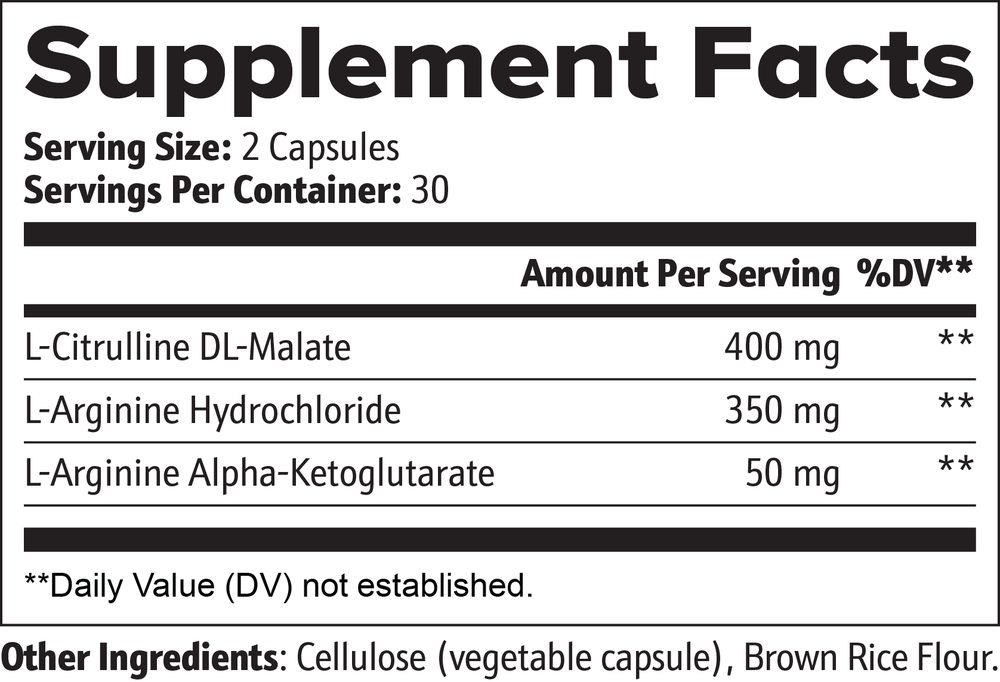 Supplement Facts
Serving Size: 2 Capsules
Servings Per Container: 30
Amount Per Serving %DV**
L-Citrulline DL-Malate 400 mg **
L-Arginine Hydrochloride 350 mg **
L-Arginine Alpha-Ketoglutarate 50 mg **
**Daily Value (DV) not established.
Other Ingredients: Cellulose (vegetable capsule), Brown Rice Flour.